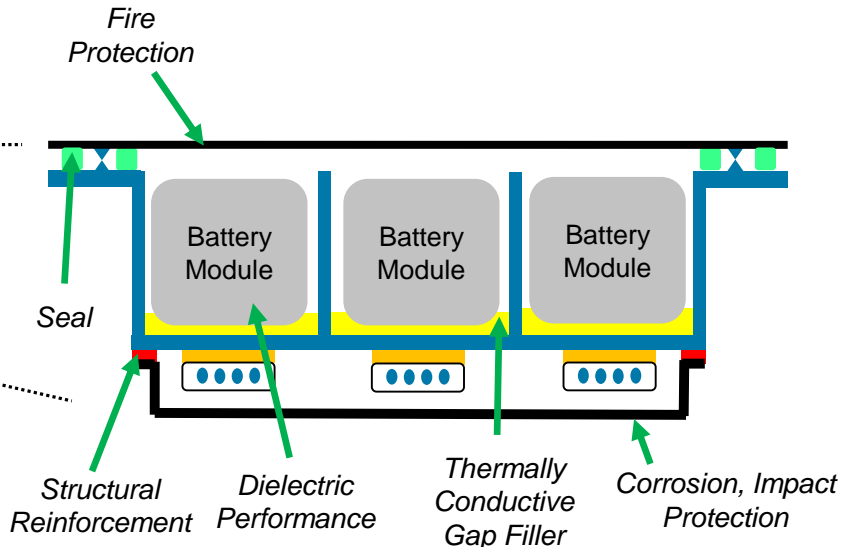 Fire
Protection
Battery
Module
Battery
Module
Battery
Module
Seal
Structural
Reinforcement
Dielectric
Performance
Thermally
Conductive
Gap Filler
Corrosion, Impact
Protection